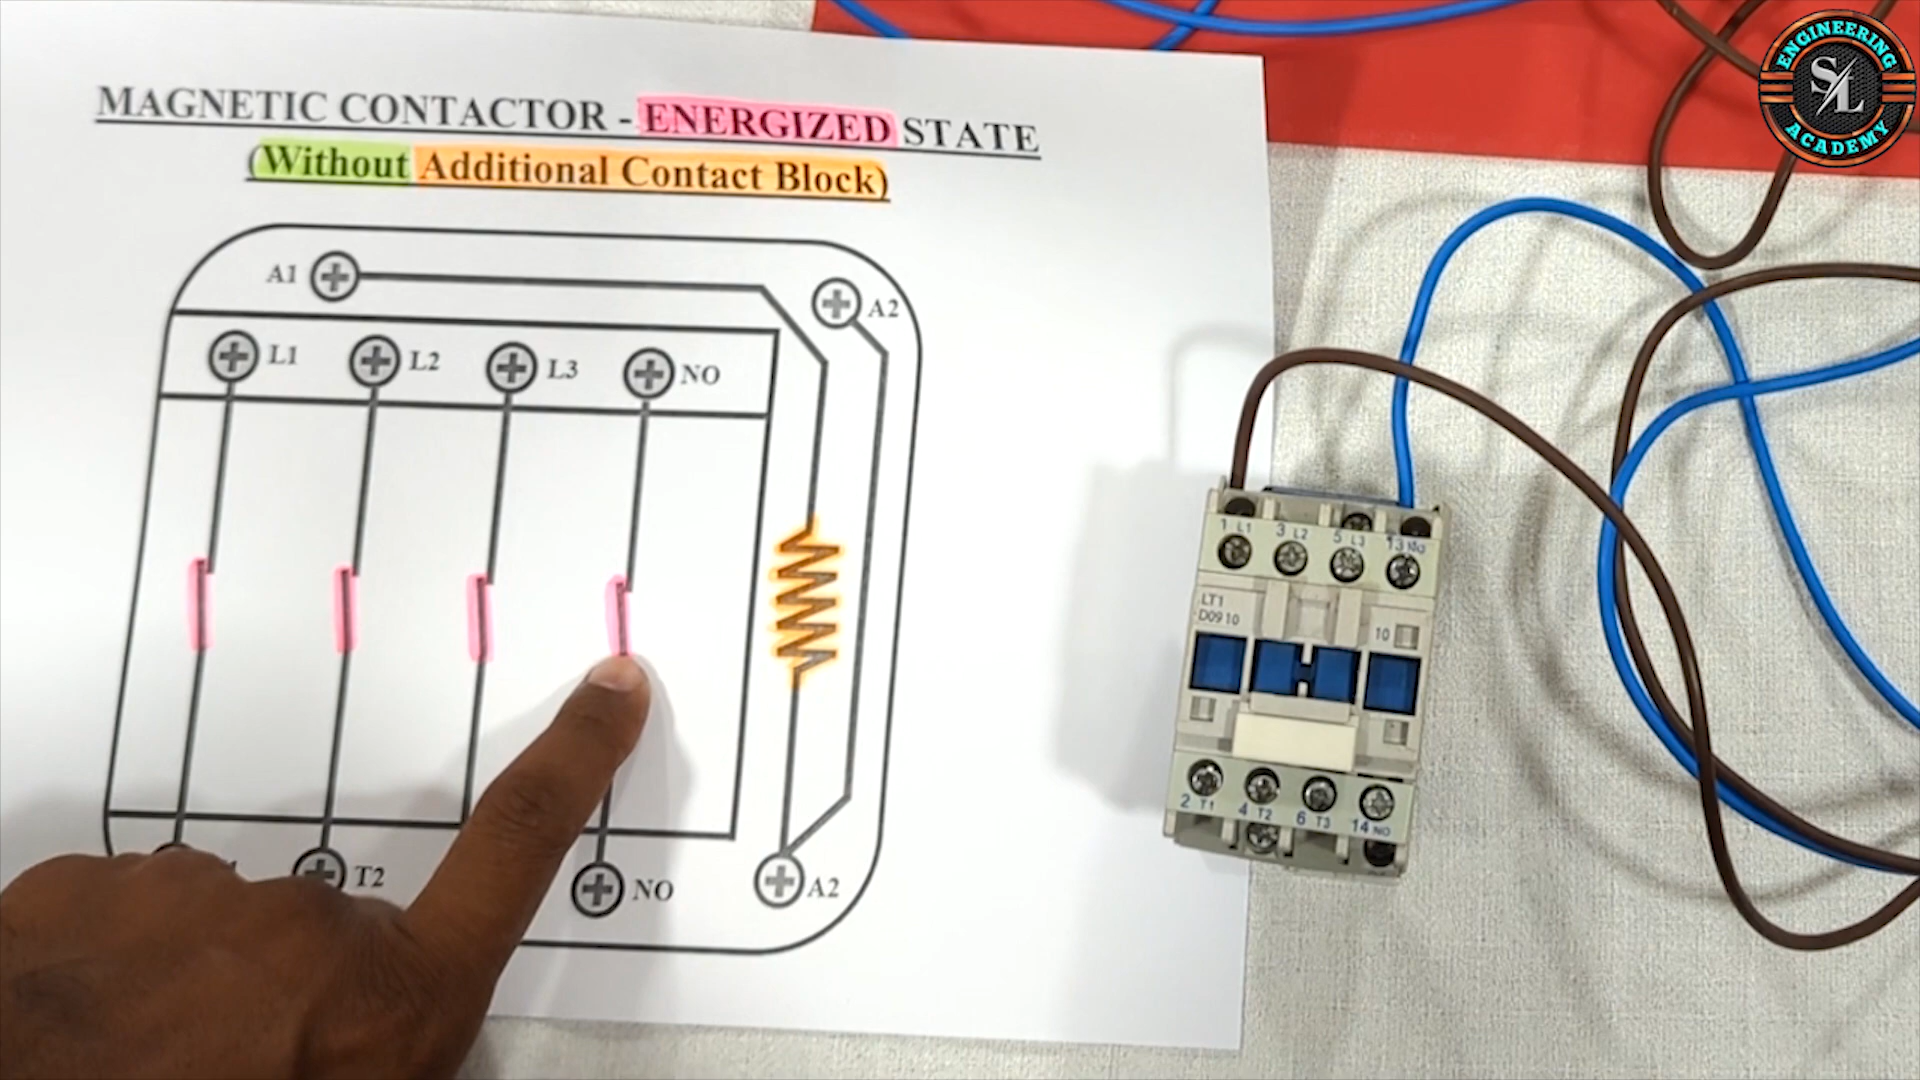 MAGNETIC CONTACTOR - ENERGIZED STATE
(Without Additional Contact Block)
A1
A2
L1
L2
L3
NO
T2
NO
A2
1 L1
3 L2
5 L3
13 NO
LT1
D09 10
10
2 T1
4 T2
6 T3
14 NO
ENGINEERING
S/L
ACADEMY